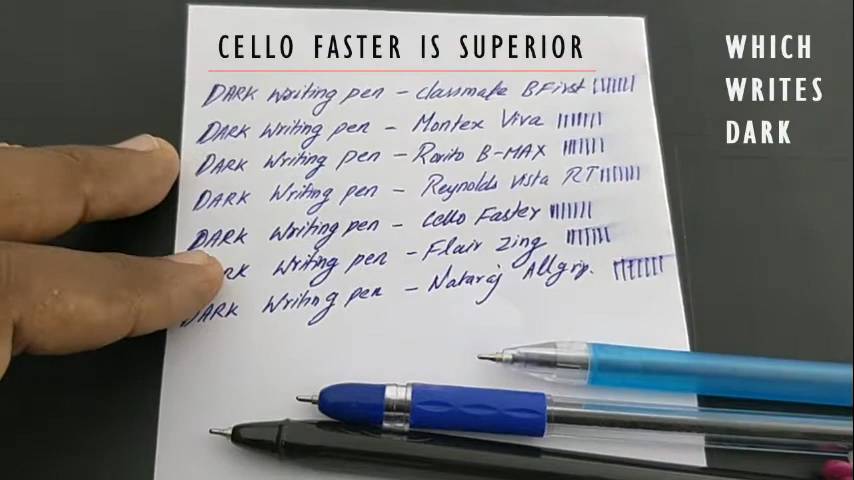 CELLO FASTER IS SUPERIOR
WHICH
WRITES
DARK
DARK Writing pen - classmate BFirst
DARK Writing pen - Montex Viva
DARK Writing pen - Rorito B-MAX
DARK Writing pen - Reynolds Vista RT
DARK Writing pen - Cello Faster
RK Writing pen - Flair Zing
DARK Writing pen - Nataraj Allgrip.